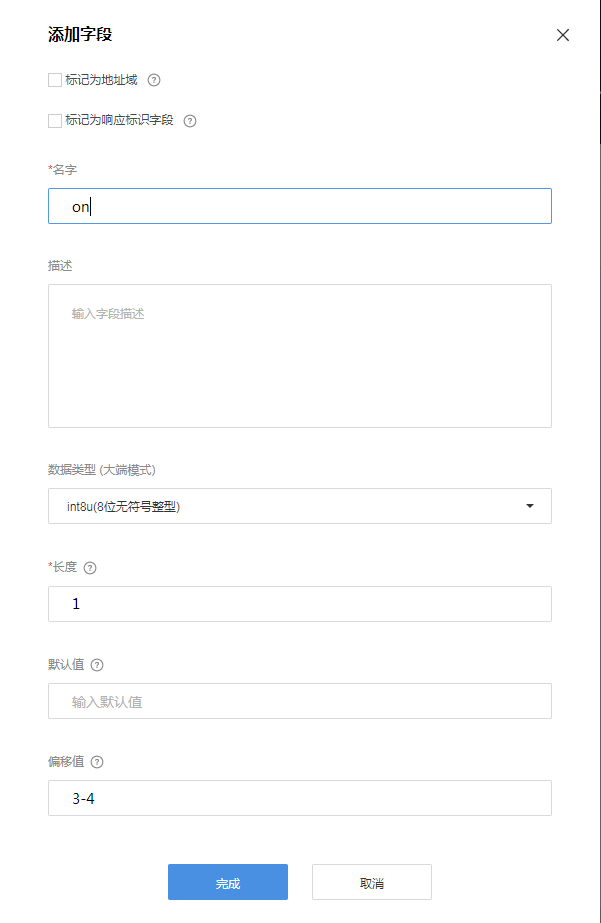 添加字段
标记为地址域
标记为响应标识字段
*名字
on
描述
输入字段描述
数据类型 (大端模式)
int8u(8位无符号整型)
*长度
1
默认值
输入默认值
偏移值
3-4
完成 取消